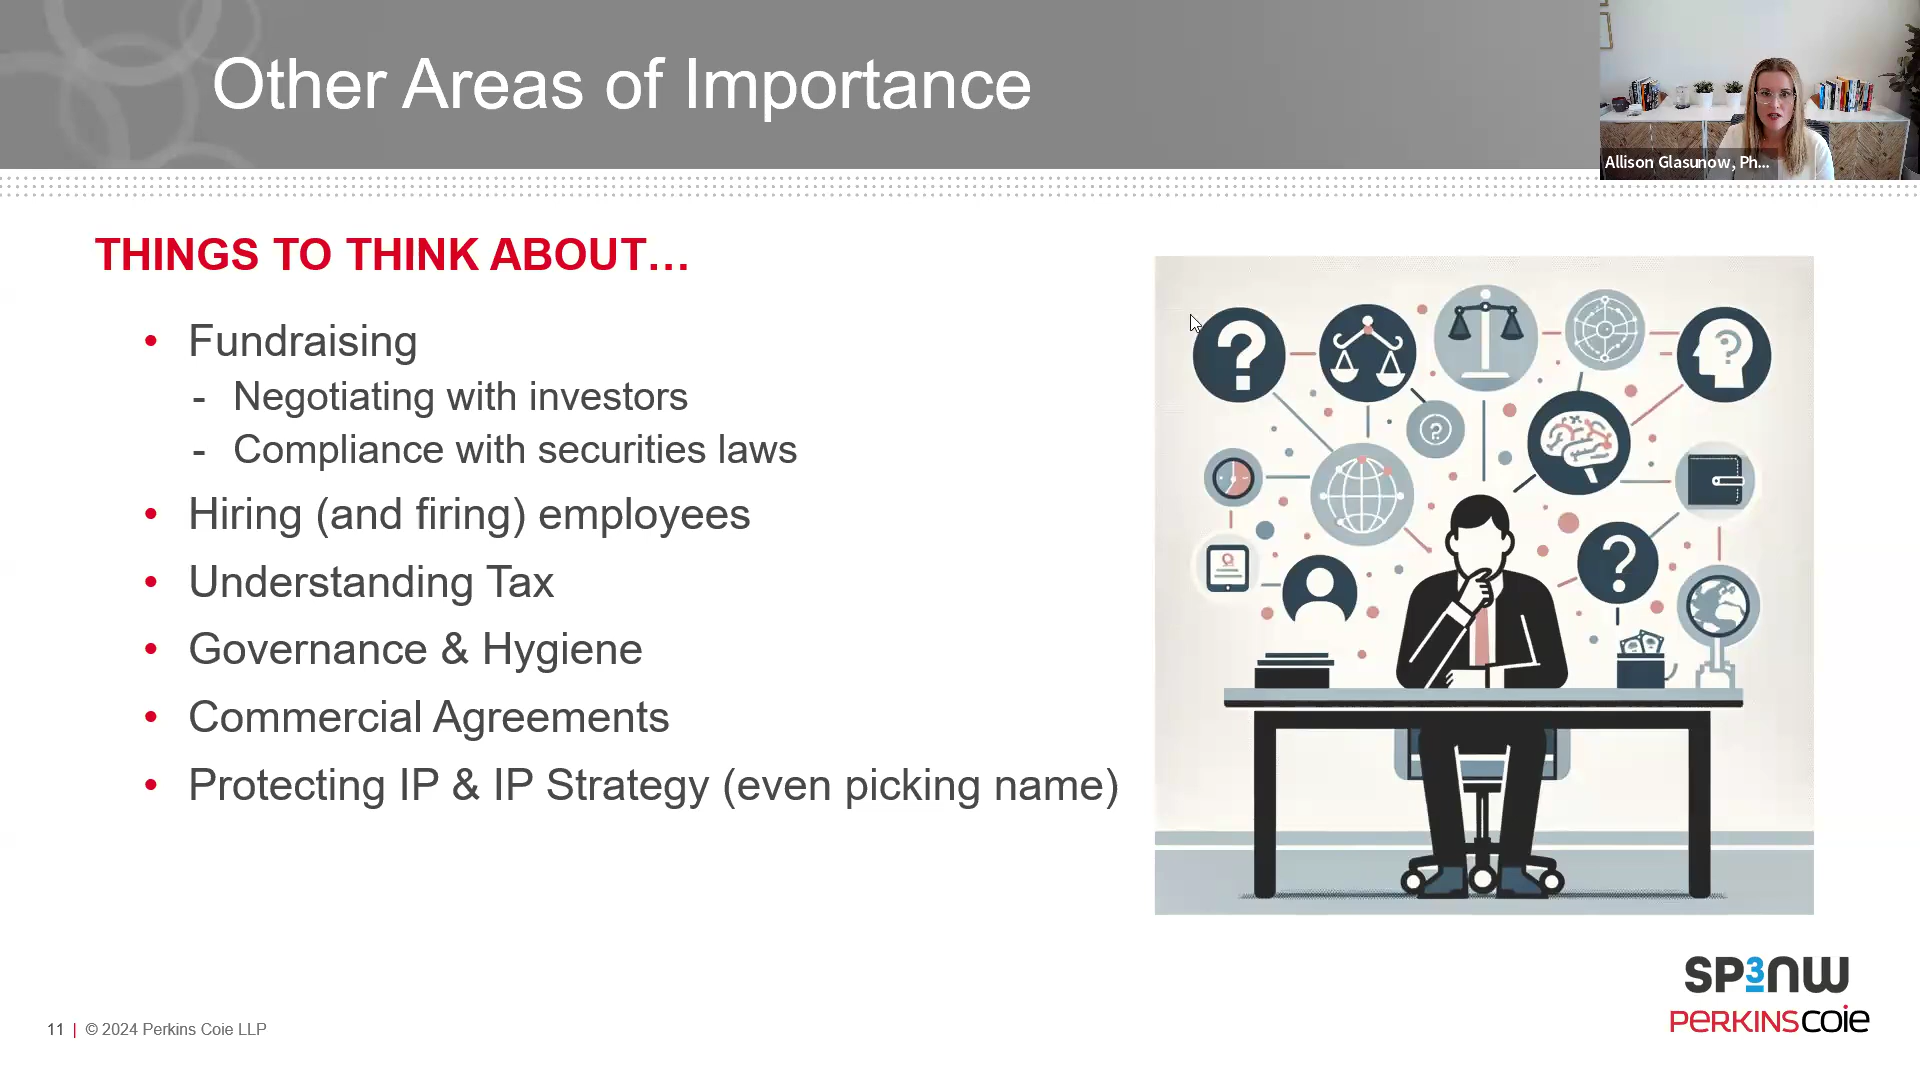 Other Areas of Importance
Allison Glasunow, Ph...
THINGS TO THINK ABOUT…
• Fundraising
- Negotiating with investors
- Compliance with securities laws
• Hiring (and firing) employees
• Understanding Tax
• Governance & Hygiene
• Commercial Agreements
• Protecting IP & IP Strategy (even picking name)
SP3NW
PERKINSCOIE
11 | © 2024 Perkins Coie LLP